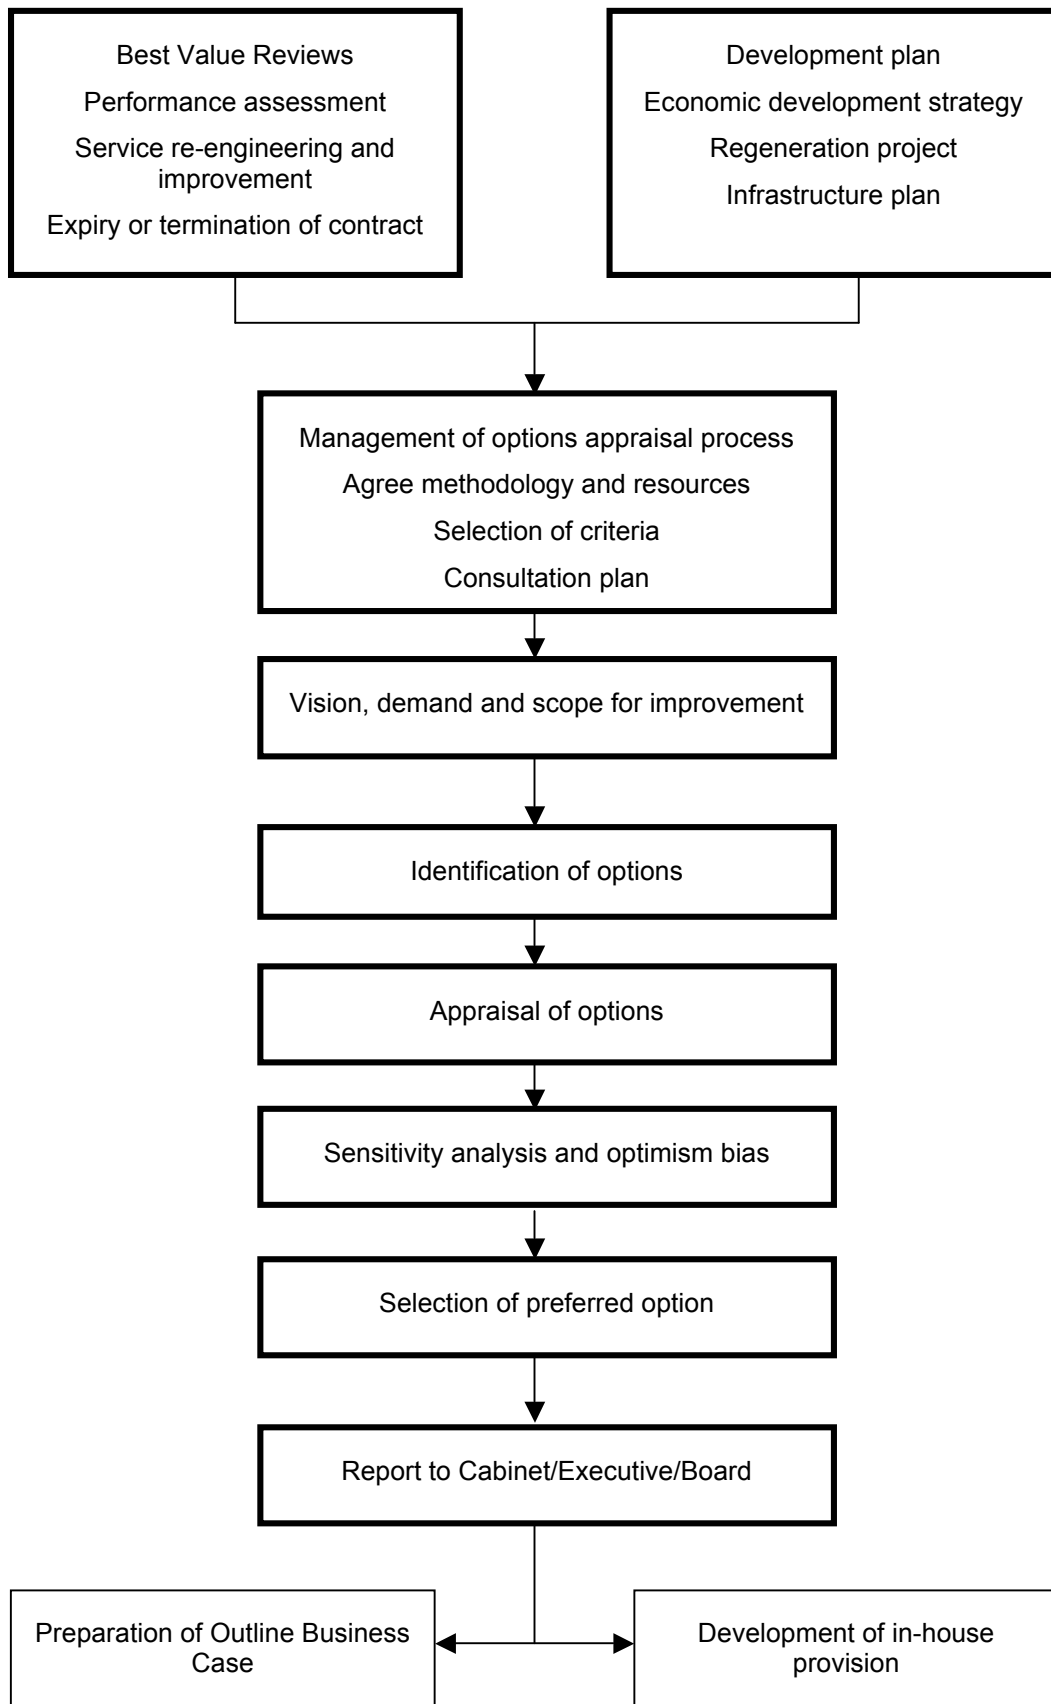 Best Value Reviews
Performance assessment
Service re-engineering and
improvement
Expiry or termination of contract
Development plan
Economic development strategy
Regeneration project
Infrastructure plan
Management of options appraisal process
Agree methodology and resources
Selection of criteria
Consultation plan
Vision, demand and scope for improvement
Identification of options
Appraisal of options
Sensitivity analysis and optimism bias
Selection of preferred option
Report to Cabinet/Executive/Board
Preparation of Outline Business
Case
Development of in-house
provision